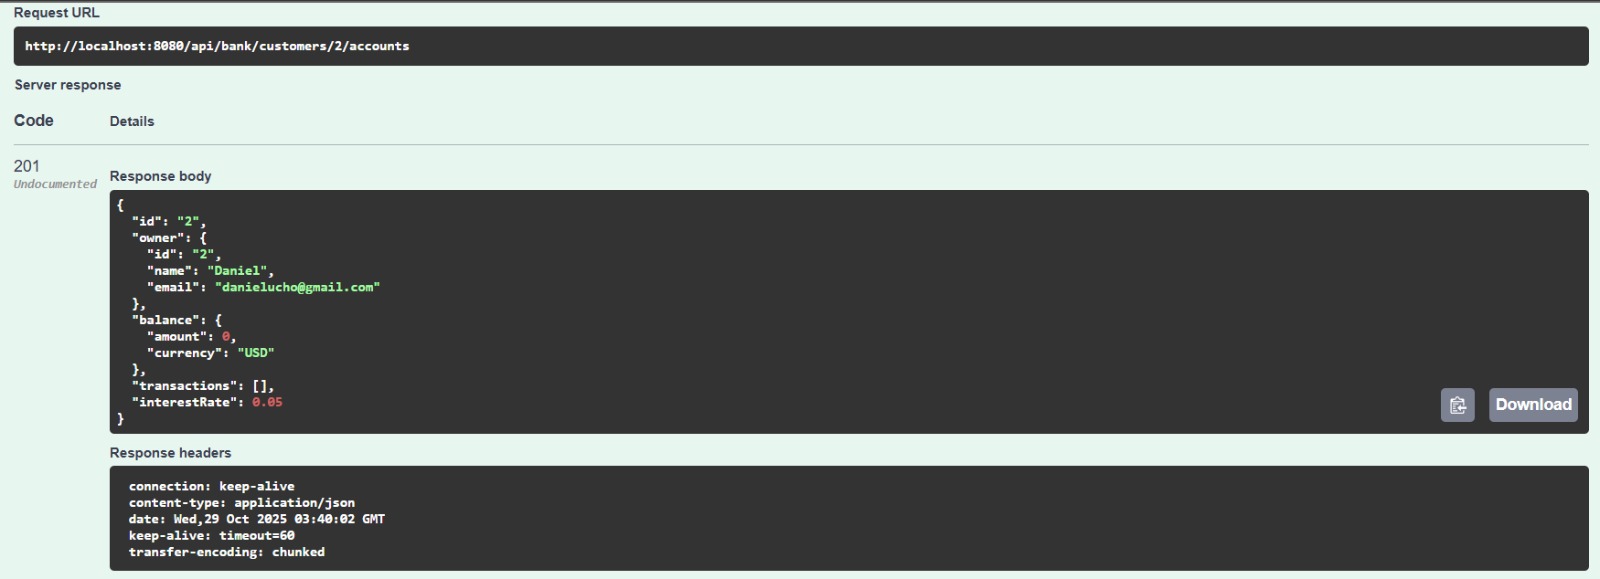 Request URL
http://localhost:8080/api/bank/customers/2/accounts
Server response
Code Details
201
Undocumented
Response body
{
  "id": "2",
  "owner": {
    "id": "2",
    "name": "Daniel",
    "email": "danielucho@gmail.com"
  },
  "balance": {
    "amount": 0,
    "currency": "USD"
  },
  "transactions": [],
  "interestRate": 0.05
}
Download
Response headers
connection: keep-alive
content-type: application/json
date: Wed,29 Oct 2025 03:40:02 GMT
keep-alive: timeout=60
transfer-encoding: chunked